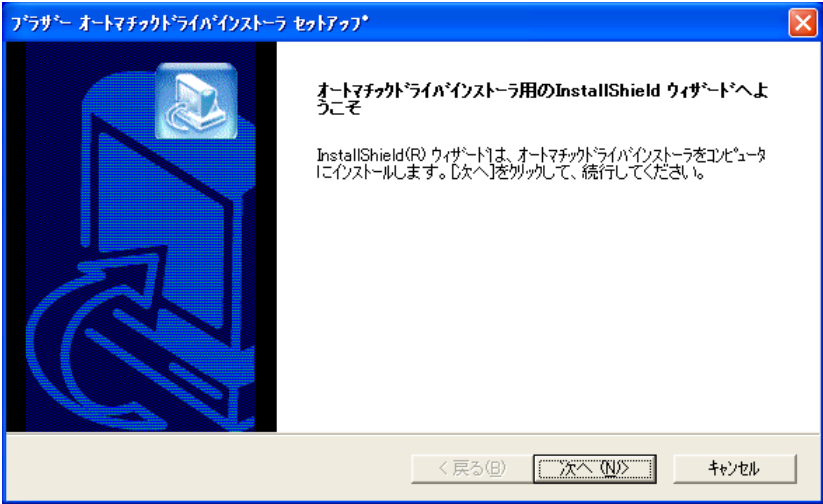 ﾌﾞﾗｻﾞｰ ｵｰﾄﾏﾁｯｸﾄﾞﾗｲﾊﾞｲﾝｽﾄｰﾗ ｾｯﾄｱｯﾌﾟ
ｵｰﾄﾏﾁｯｸﾄﾞﾗｲﾊﾞｲﾝｽﾄｰﾗ用のInstallShield ｳｨｻﾞｰﾄﾞへよ
うこそ
InstallShield(R) ｳｨｻﾞｰﾄﾞは、ｵｰﾄﾏﾁｯｸﾄﾞﾗｲﾊﾞｲﾝｽﾄｰﾗをｺﾝﾋﾟｭｰﾀ
にｲﾝｽﾄｰﾙします。[次へ]をｸﾘｯｸして、続行してください。
< 戻る(B)
次へ (N)>
ｷｬﾝｾﾙ